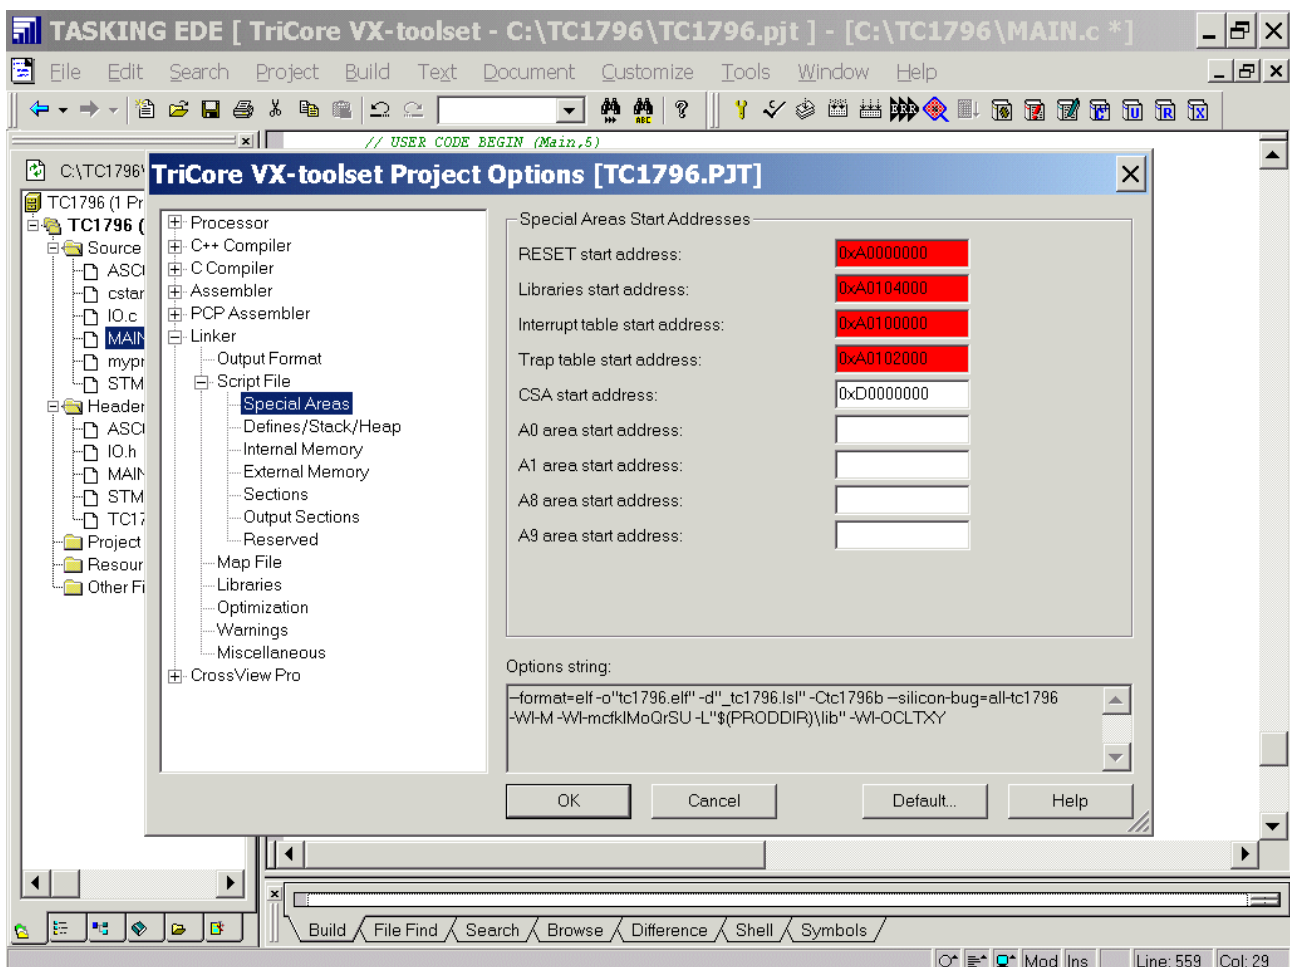 TASKING EDE [ TriCore VX-toolset - C:\TC1796\TC1796.pjt ] - [C:\TC1796\MAIN.c *]
File Edit Search Project Build Text Document Customize Tools Window Help
// USER CODE BEGIN (Main,5)
C:\TC1796\
TriCore VX-toolset Project Options [TC1796.PJT]
TC1796 (1 Pr
TC1796 (
Source
ASC
cstar
IO.c
MAIN
mypr
STM
Header
ASC
IO.h
MAIN
STM
TC17
Project
Resour
Other Fi
Processor
C++ Compiler
C Compiler
Assembler
PCP Assembler
Linker
Output Format
Script File
Special Areas
Defines/Stack/Heap
Internal Memory
External Memory
Sections
Output Sections
Reserved
Map File
Libraries
Optimization
Warnings
Miscellaneous
CrossView Pro
Special Areas Start Addresses
RESET start address: 0xA0000000
Libraries start address: 0xA0104000
Interrupt table start address: 0xA0100000
Trap table start address: 0xA0102000
CSA start address: 0xD0000000
A0 area start address:
A1 area start address:
A8 area start address:
A9 area start address:
Options string:
--format=elf -o"tc1796.elf" -d"_tc1796.lsl" -Ctc1796b --silicon-bug=all-tc1796
-Wl-M -Wl-mcfklMoQrSU -L"$(PRODDIR)\lib" -Wl-OCLTXY
OK Cancel Default... Help
Build File Find Search Browse Difference Shell Symbols
Mod Ins Line: 559 Col: 29